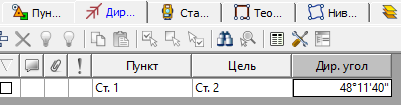 Пун... Дир... Ста... Тео... Нив...
Пункт Цель Дир. угол
Ст. 1 Ст. 2 48°11'40"